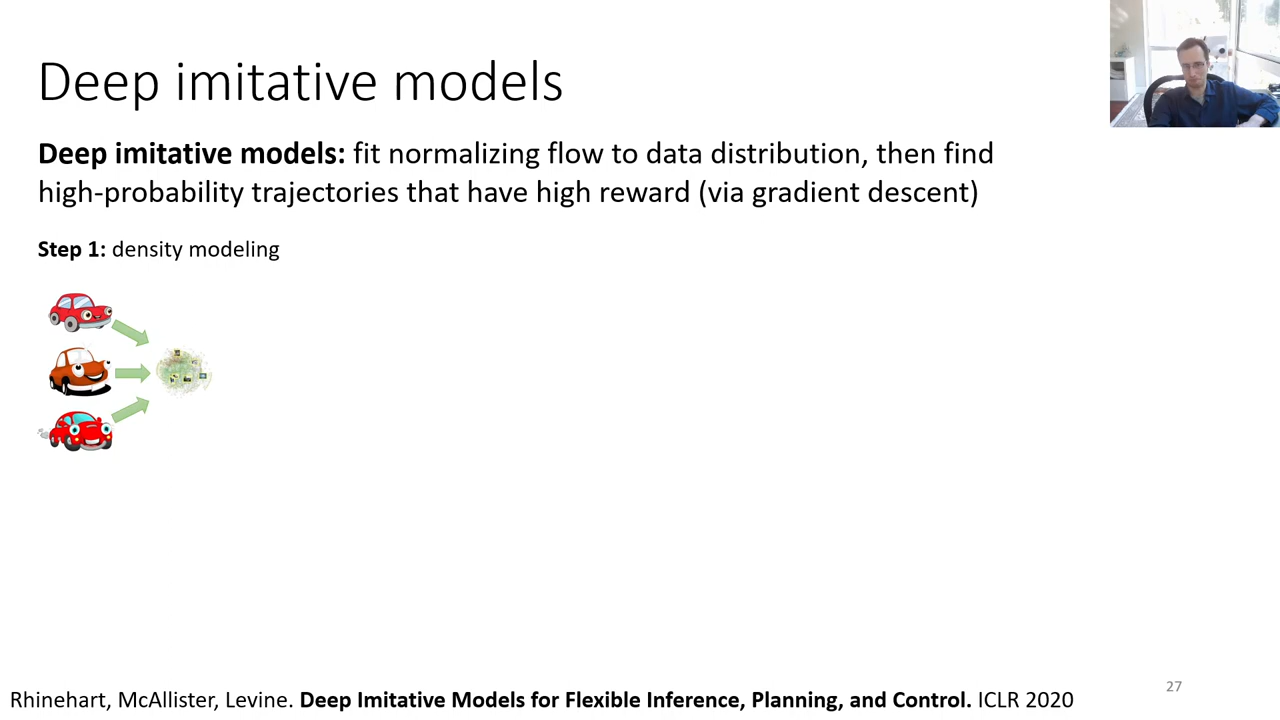 Deep imitative models
Deep imitative models: fit normalizing flow to data distribution, then find
high-probability trajectories that have high reward (via gradient descent)
Step 1: density modeling
Rhinehart, McAllister, Levine. Deep Imitative Models for Flexible Inference, Planning, and Control. ICLR 2020
27